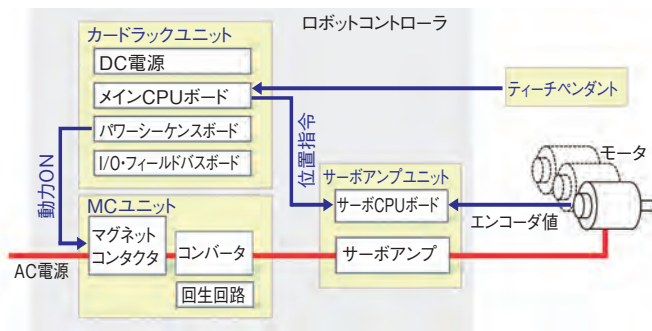 ロボットコントローラ
カードラックユニット
DC電源
メインCPUボード
パワーシーケンスボード
I/O・フィールドバスボード
ティーチペンダント
動力ON
位置指令
モータ
サーボアンプユニット
サーボCPUボード
エンコーダ値
サーボアンプ
MCユニット
マグネット
コンタクタ
コンバータ
回生回路
AC電源